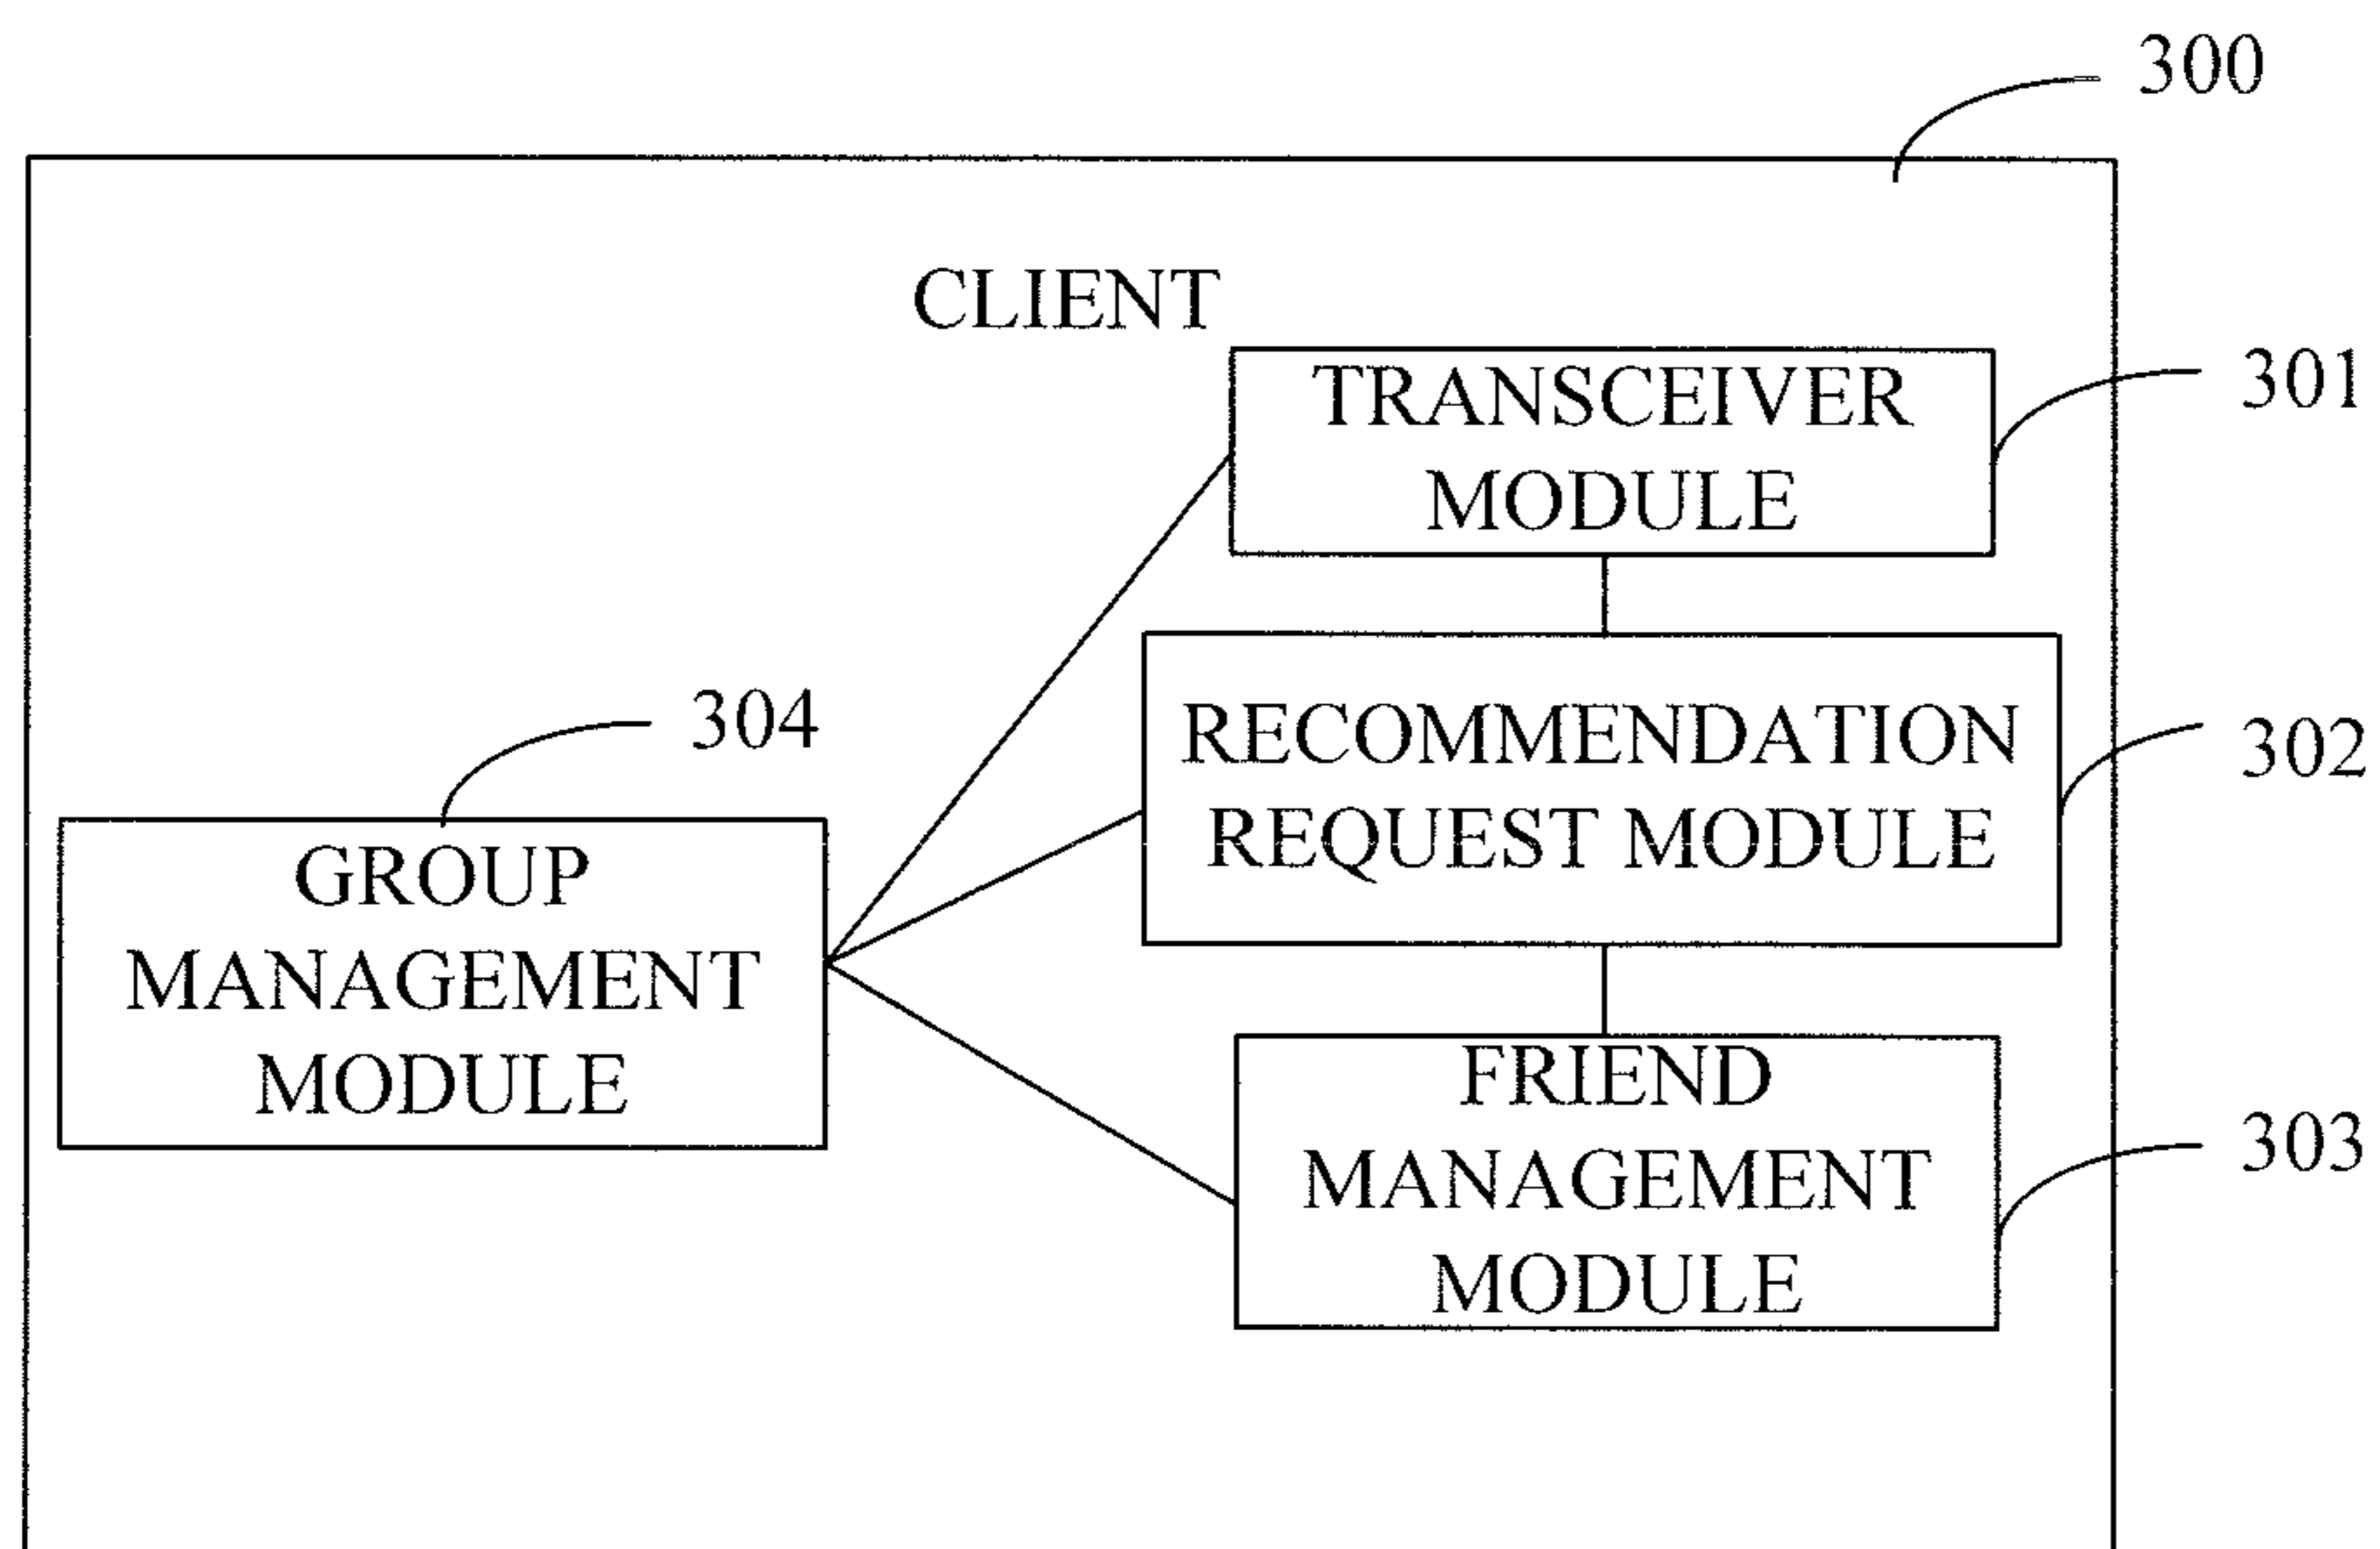 300
CLIENT
TRANSCEIVER
MODULE
301
RECOMMENDATION
REQUEST MODULE
302
304
GROUP
MANAGEMENT
MODULE
FRIEND
MANAGEMENT
MODULE
303